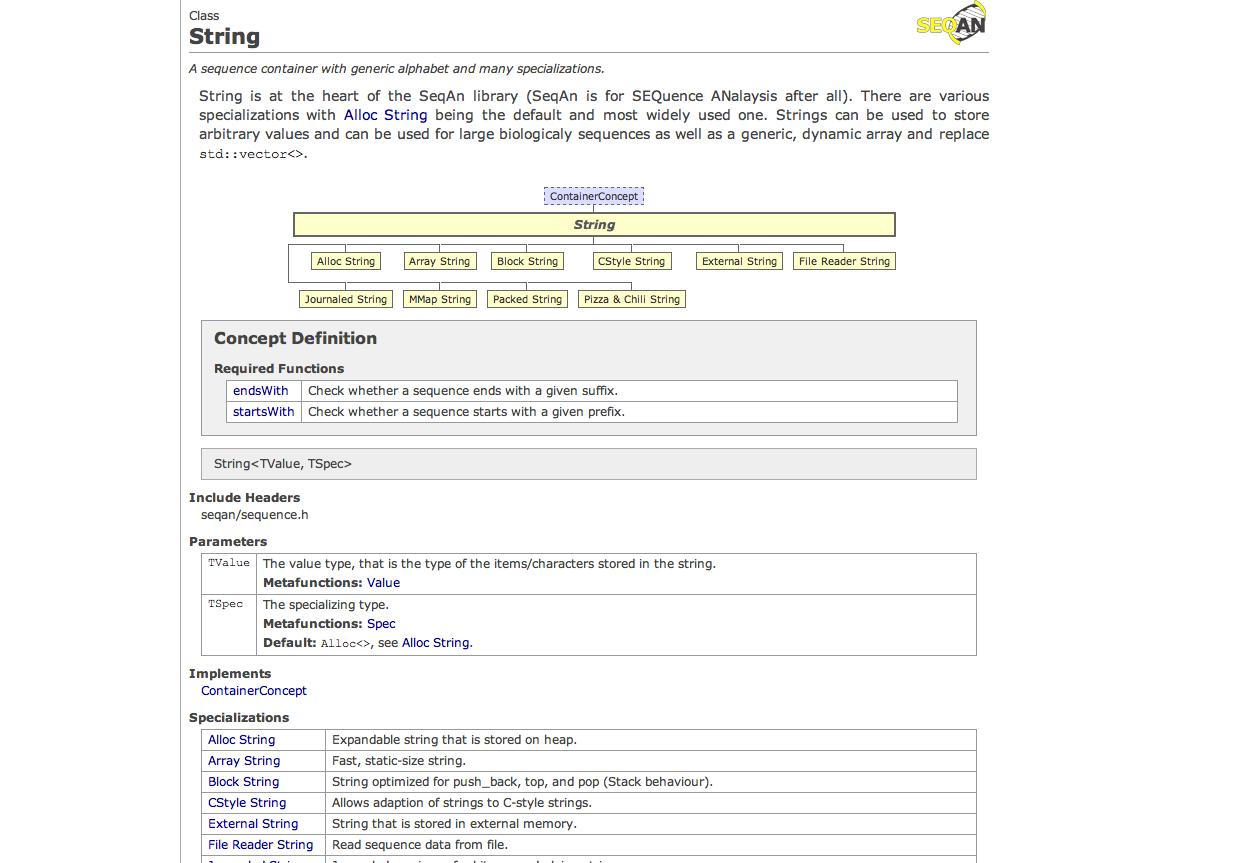 Class
String
SEQAN
A sequence container with generic alphabet and many specializations.
String is at the heart of the SeqAn library (SeqAn is for SEQuence ANalaysis after all). There are various
specializations with Alloc String being the default and most widely used one. Strings can be used to store
arbitrary values and can be used for large biologicaly sequences as well as a generic, dynamic array and replace
std::vector<>.
ContainerConcept
String
Alloc String Array String Block String CStyle String External String File Reader String
Journaled String MMap String Packed String Pizza & Chili String
Concept Definition
Required Functions
endsWith Check whether a sequence ends with a given suffix.
startsWith Check whether a sequence starts with a given prefix.
String<TValue, TSpec>
Include Headers
seqan/sequence.h
Parameters
TValue The value type, that is the type of the items/characters stored in the string.
Metafunctions: Value
TSpec The specializing type.
Metafunctions: Spec
Default: Alloc<>, see Alloc String.
Implements
ContainerConcept
Specializations
Alloc String Expandable string that is stored on heap.
Array String Fast, static-size string.
Block String String optimized for push_back, top, and pop (Stack behaviour).
CStyle String Allows adaption of strings to C-style strings.
External String String that is stored in external memory.
File Reader String Read sequence data from file.